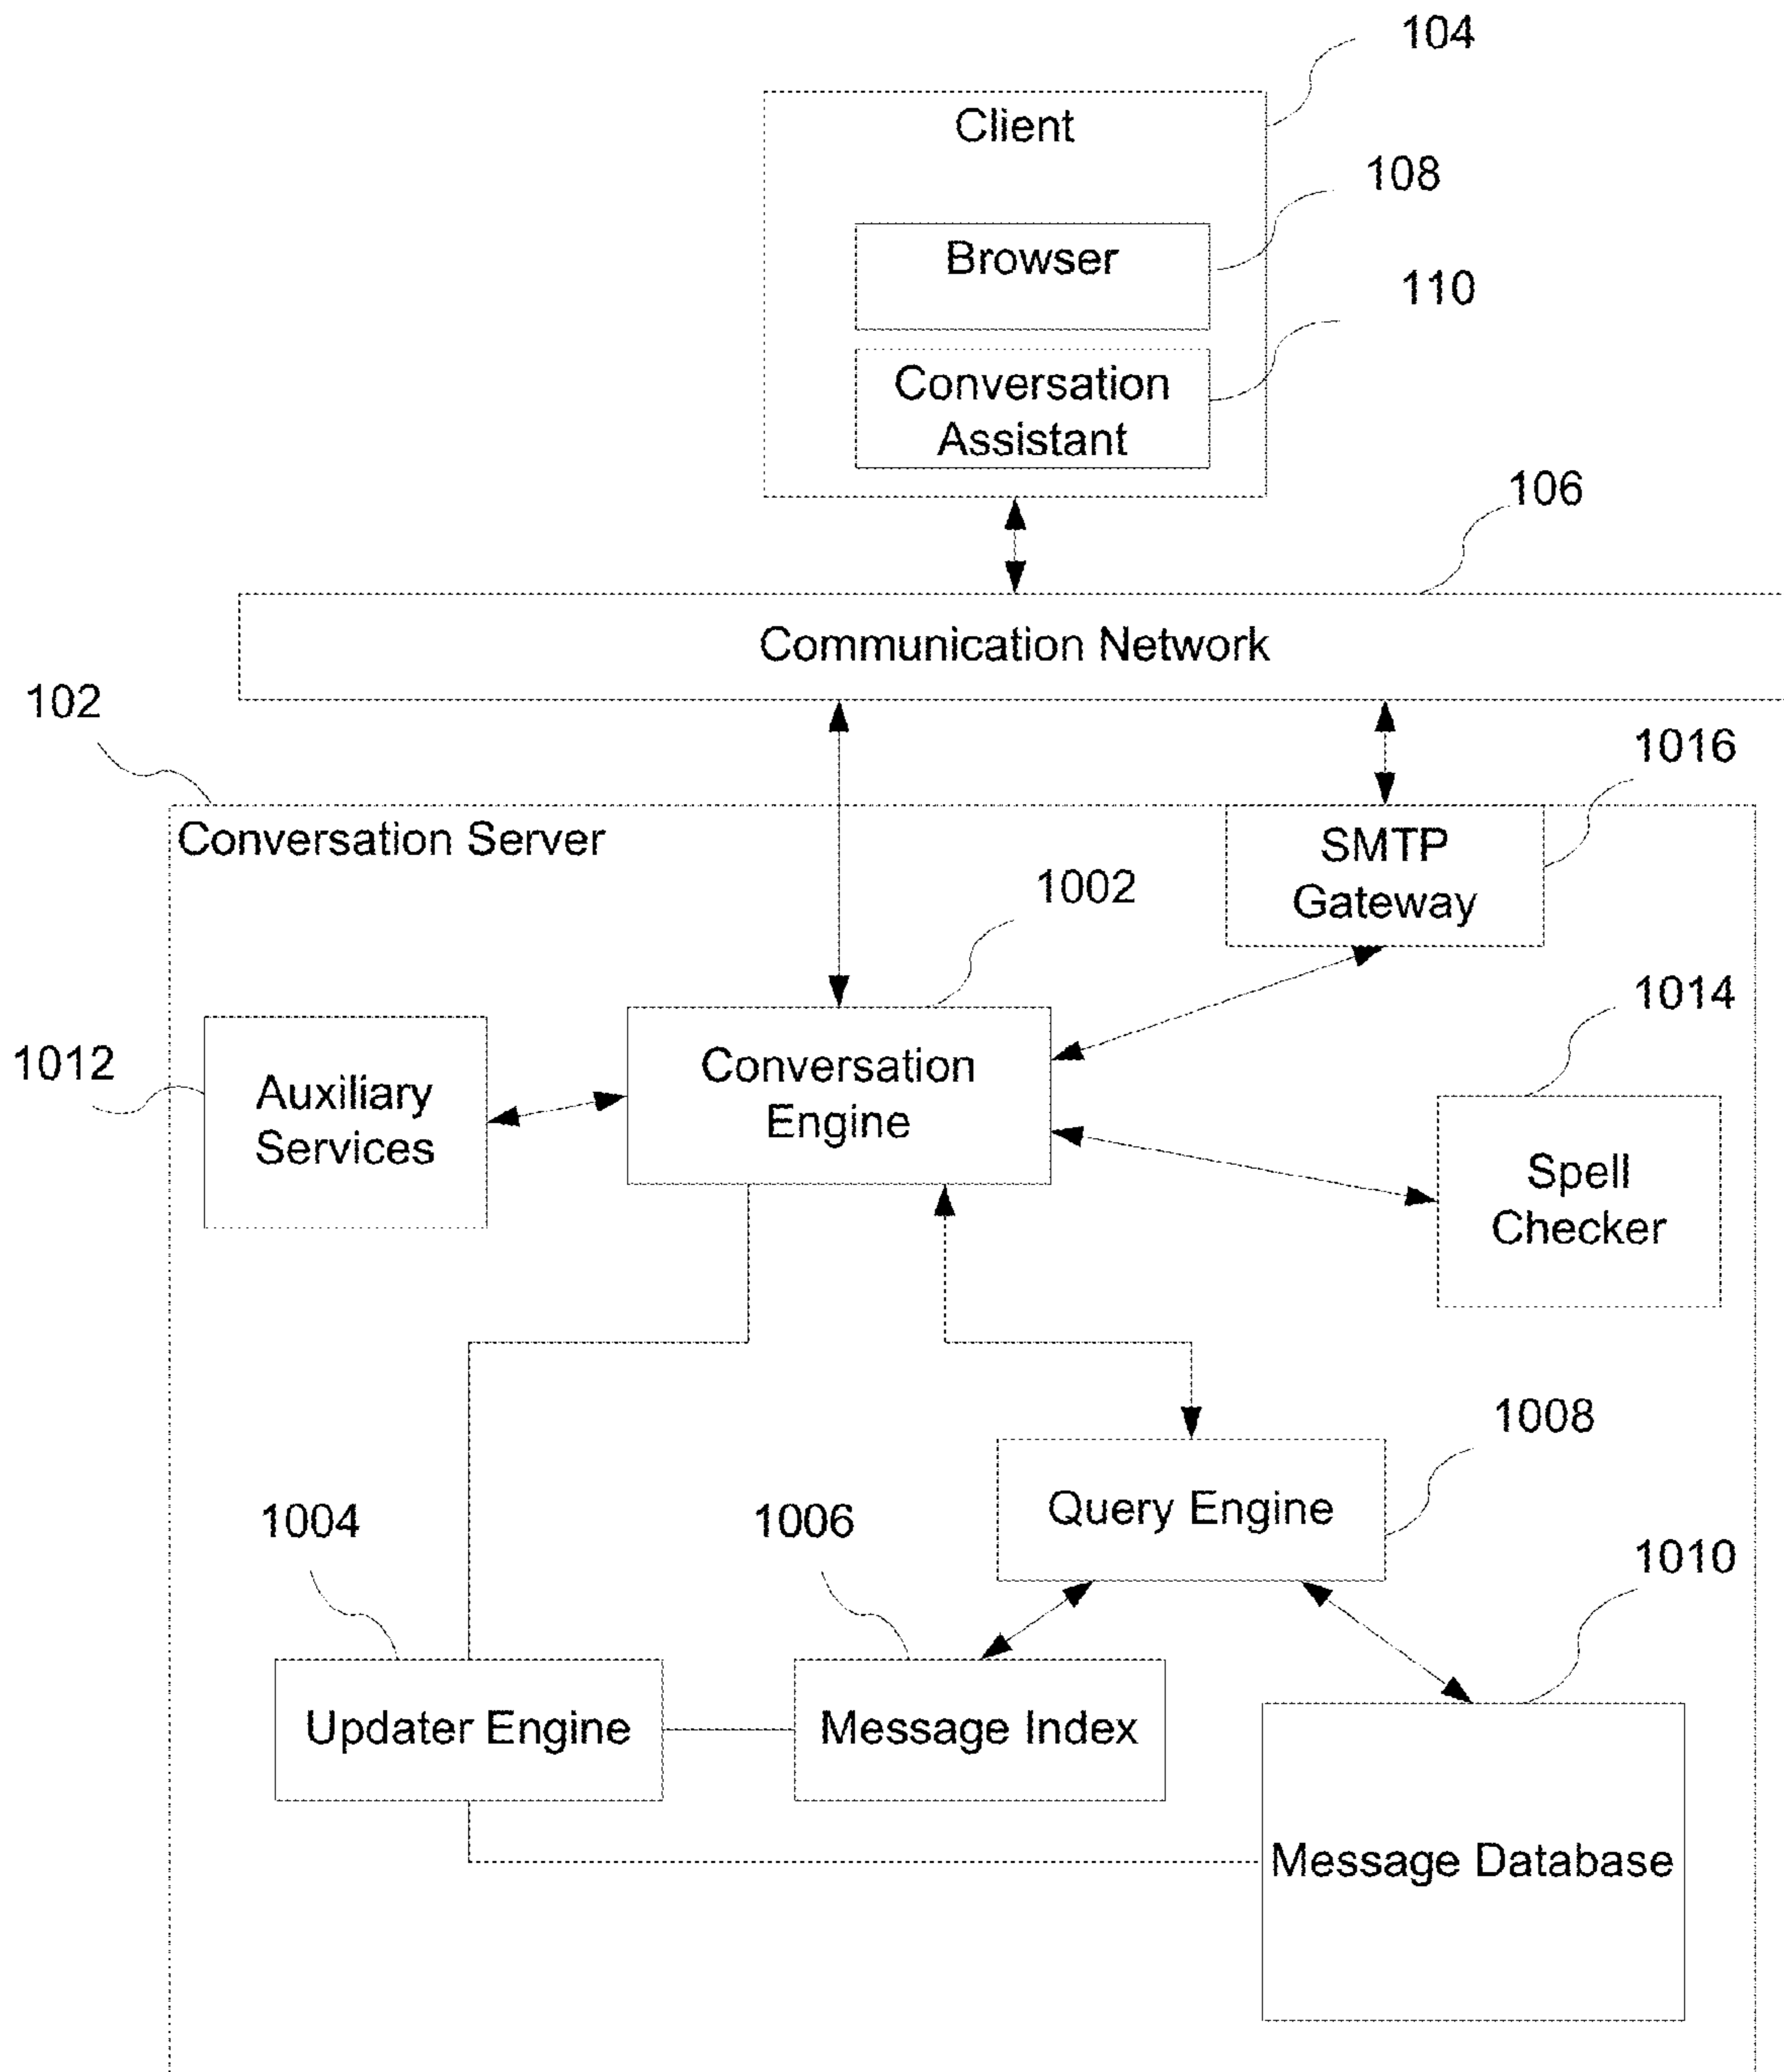 104
Client
108
Browser
110
Conversation
Assistant
106
Communication Network
102
1016
Conversation Server
SMTP
Gateway
1002
1014
1012
Auxiliary
Services
Conversation
Engine
Spell
Checker
1008
Query Engine
1004
1006
1010
Updater Engine
Message Index
Message Database